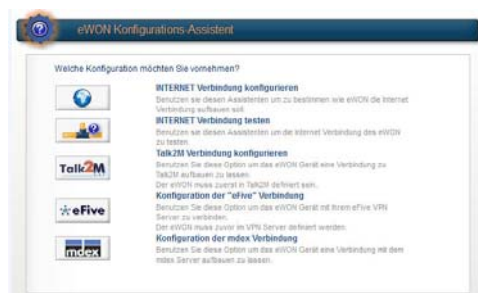 eWON Konfigurations-Assistent
Welche Konfiguration möchten Sie vornehmen?
INTERNET Verbindung konfigurieren
Benutzen sie diesen Assistenten um zu bestimmen wie eWON die Internet
Verbindung aufbauen soll.
INTERNET Verbindung testen
Benutzen sie diesen Assistenten um die Internet Verbindung des eWON
zu testen.
Talk2M
Talk2M Verbindung konfigurieren
Benutzen Sie diese Option um das eWON Gerät eine Verbindung zu
Talk2M aufbauen zu lassen.
Der eWON muss zuerst in Talk2M definiert sein.
eFive
Konfiguration der "eFive" Verbindung
Benutzen Sie diese Option um das eWON Gerät mit Ihrem eFive VPN
Server zu verbinden.
Der eWON muss zuvor im VPN Server definiert werden.
mdex
Konfiguration der mdex Verbindung
Benutzen Sie diese Option um das eWON Gerät eine Verbindung mit dem
mdex Server aufbauen zu lassen.